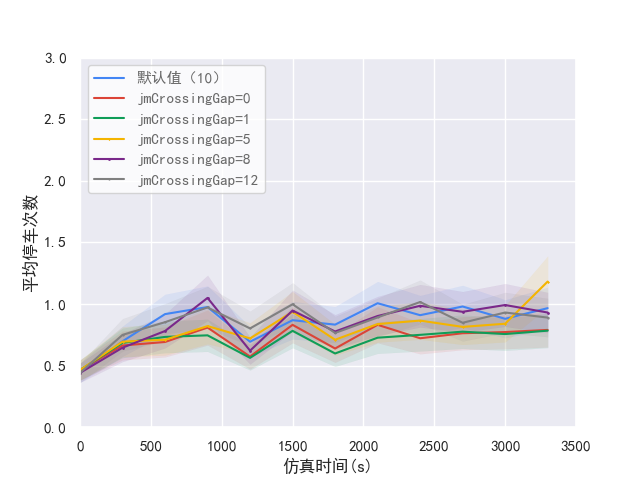 3.0
2.5
2.0
1.5
1.0
0.5
0.0
平均停车次数
默认值（10）
jmCrossingGap=0
jmCrossingGap=1
jmCrossingGap=5
jmCrossingGap=8
jmCrossingGap=12
0 500 1000 1500 2000 2500 3000 3500
仿真时间(s)